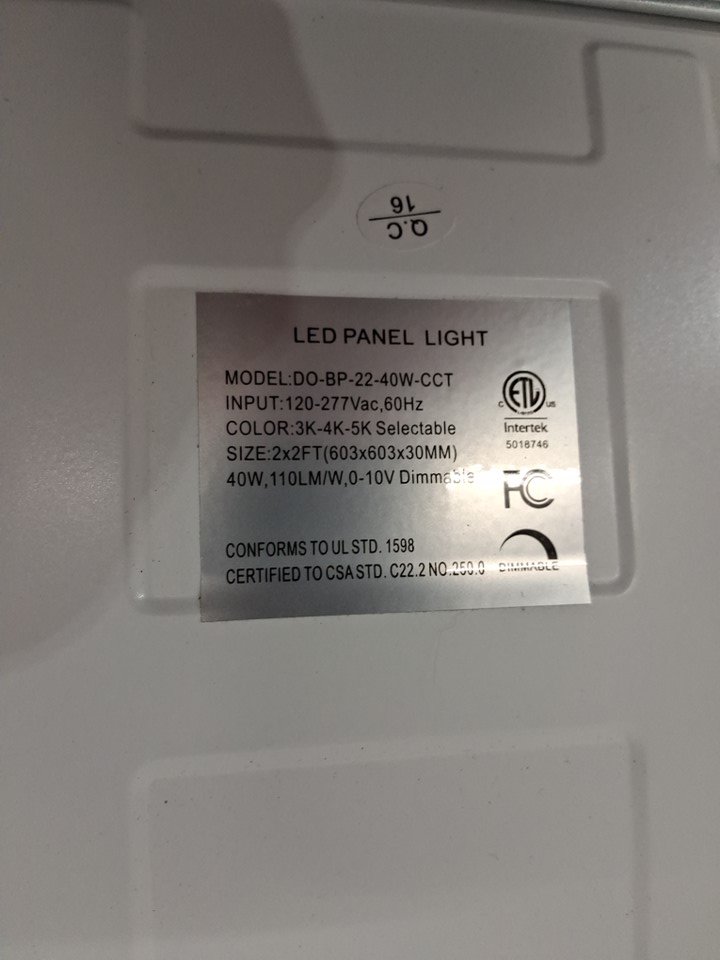 Q.C
16
LED PANEL LIGHT
MODEL:DO-BP-22-40W-CCT
INPUT:120-277Vac,60Hz
COLOR:3K-4K-5K Selectable
SIZE:2x2FT(603x603x30MM)
40W,110LM/W,0-10V Dimmable
CONFORMS TO UL STD. 1598
CERTIFIED TO CSA STD. C22.2 NO.250.0
ETL
C US
Intertek
5018746
FC
DIMMABLE